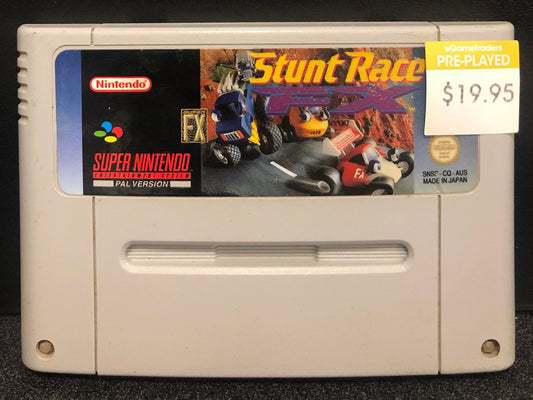 Nintendo
FX
SUPER NINTENDO
ENTERTAINMENT SYSTEM
PAL VERSION
Stunt Race
FX
FX
Gametraders
PRE-PLAYED
$19.95
SNSP - CQ - AUS
MADE IN JAPAN